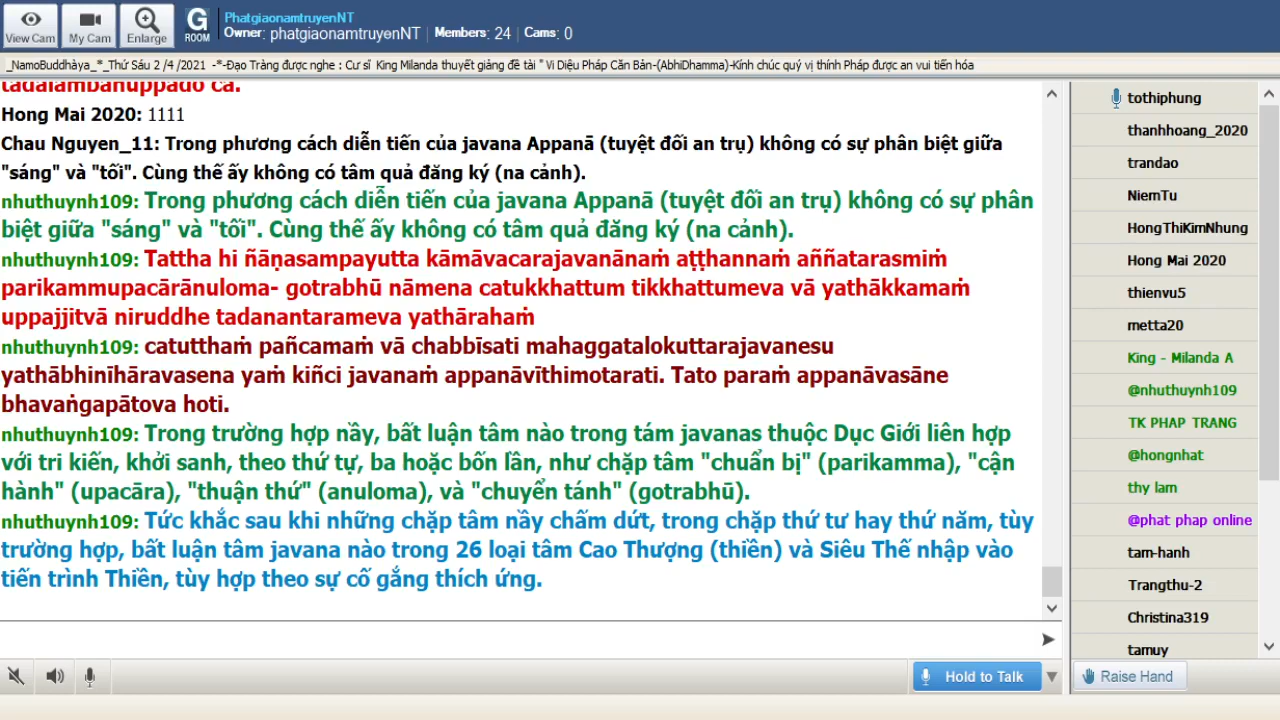 PhatgiaonamtruyenNT
Owner: phatgiaonamtruyenNT | Members: 24 | Cams: 0
View Cam
My Cam
Enlarge
G
ROOM
_NamoBuddhàya_*_Thứ Sáu 2 /4 /2021 -*-Đạo Tràng được nghe : Cư sĩ King Milanda thuyết giảng đề tài " Vi Diệu Pháp Căn Bản-(AbhiDhamma)-Kính chúc quý vị thính Pháp được an vui tiến hóa
tadālambanuppādo ca.
Hong Mai 2020: 1111
Chau Nguyen_11: Trong phương cách diễn tiến của javana Appanā (tuyệt đối an trụ) không có sự phân biệt giữa
"sáng" và "tối". Cùng thế ấy không có tâm quả đăng ký (na cảnh).
nhuthuynh109: Trong phương cách diễn tiến của javana Appanā (tuyệt đối an trụ) không có sự phân
biệt giữa "sáng" và "tối". Cùng thế ấy không có tâm quả đăng ký (na cảnh).
nhuthuynh109: Tattha hi ñāṇasampayutta kāmāvacarajavanānaṁ aṭṭhannaṁ aññatarasmiṁ
parikammupacārānuloma- gotrabhū nāmena catukkhattum tikkhattumeva vā yathākkamaṁ
uppajjitvā niruddhe tadanantarameva yathārahaṁ
nhuthuynh109: catutthaṁ pañcamaṁ vā chabbīsati mahaggatalokuttarajavanesu
yathābhinīhāravasena yaṁ kiñci javanaṁ appanāvīthimotarati. Tato paraṁ appanāvasāne
bhavaṅgapātova hoti.
nhuthuynh109: Trong trường hợp nầy, bất luận tâm nào trong tám javanas thuộc Dục Giới liên hợp
với tri kiến, khởi sanh, theo thứ tự, ba hoặc bốn lần, như chặp tâm "chuẩn bị" (parikamma), "cận
hành" (upacāra), "thuận thứ" (anuloma), và "chuyển tánh" (gotrabhū).
nhuthuynh109: Tức khắc sau khi những chặp tâm nầy chấm dứt, trong chặp thứ tư hay thứ năm, tùy
trường hợp, bất luận tâm javana nào trong 26 loại tâm Cao Thượng (thiền) và Siêu Thế nhập vào
tiến trình Thiền, tùy hợp theo sự cố gắng thích ứng.
tothiphung
thanhhoang_2020
trandao
NiemTu
HongThiKimNhung
Hong Mai 2020
thienvu5
metta20
King - Milanda A
@nhuthuynh109
TK PHAP TRANG
@hongnhat
thy lam
@phat phap online
tam-hanh
Trangthu-2
Christina319
tamuy
Hold to Talk
Raise Hand